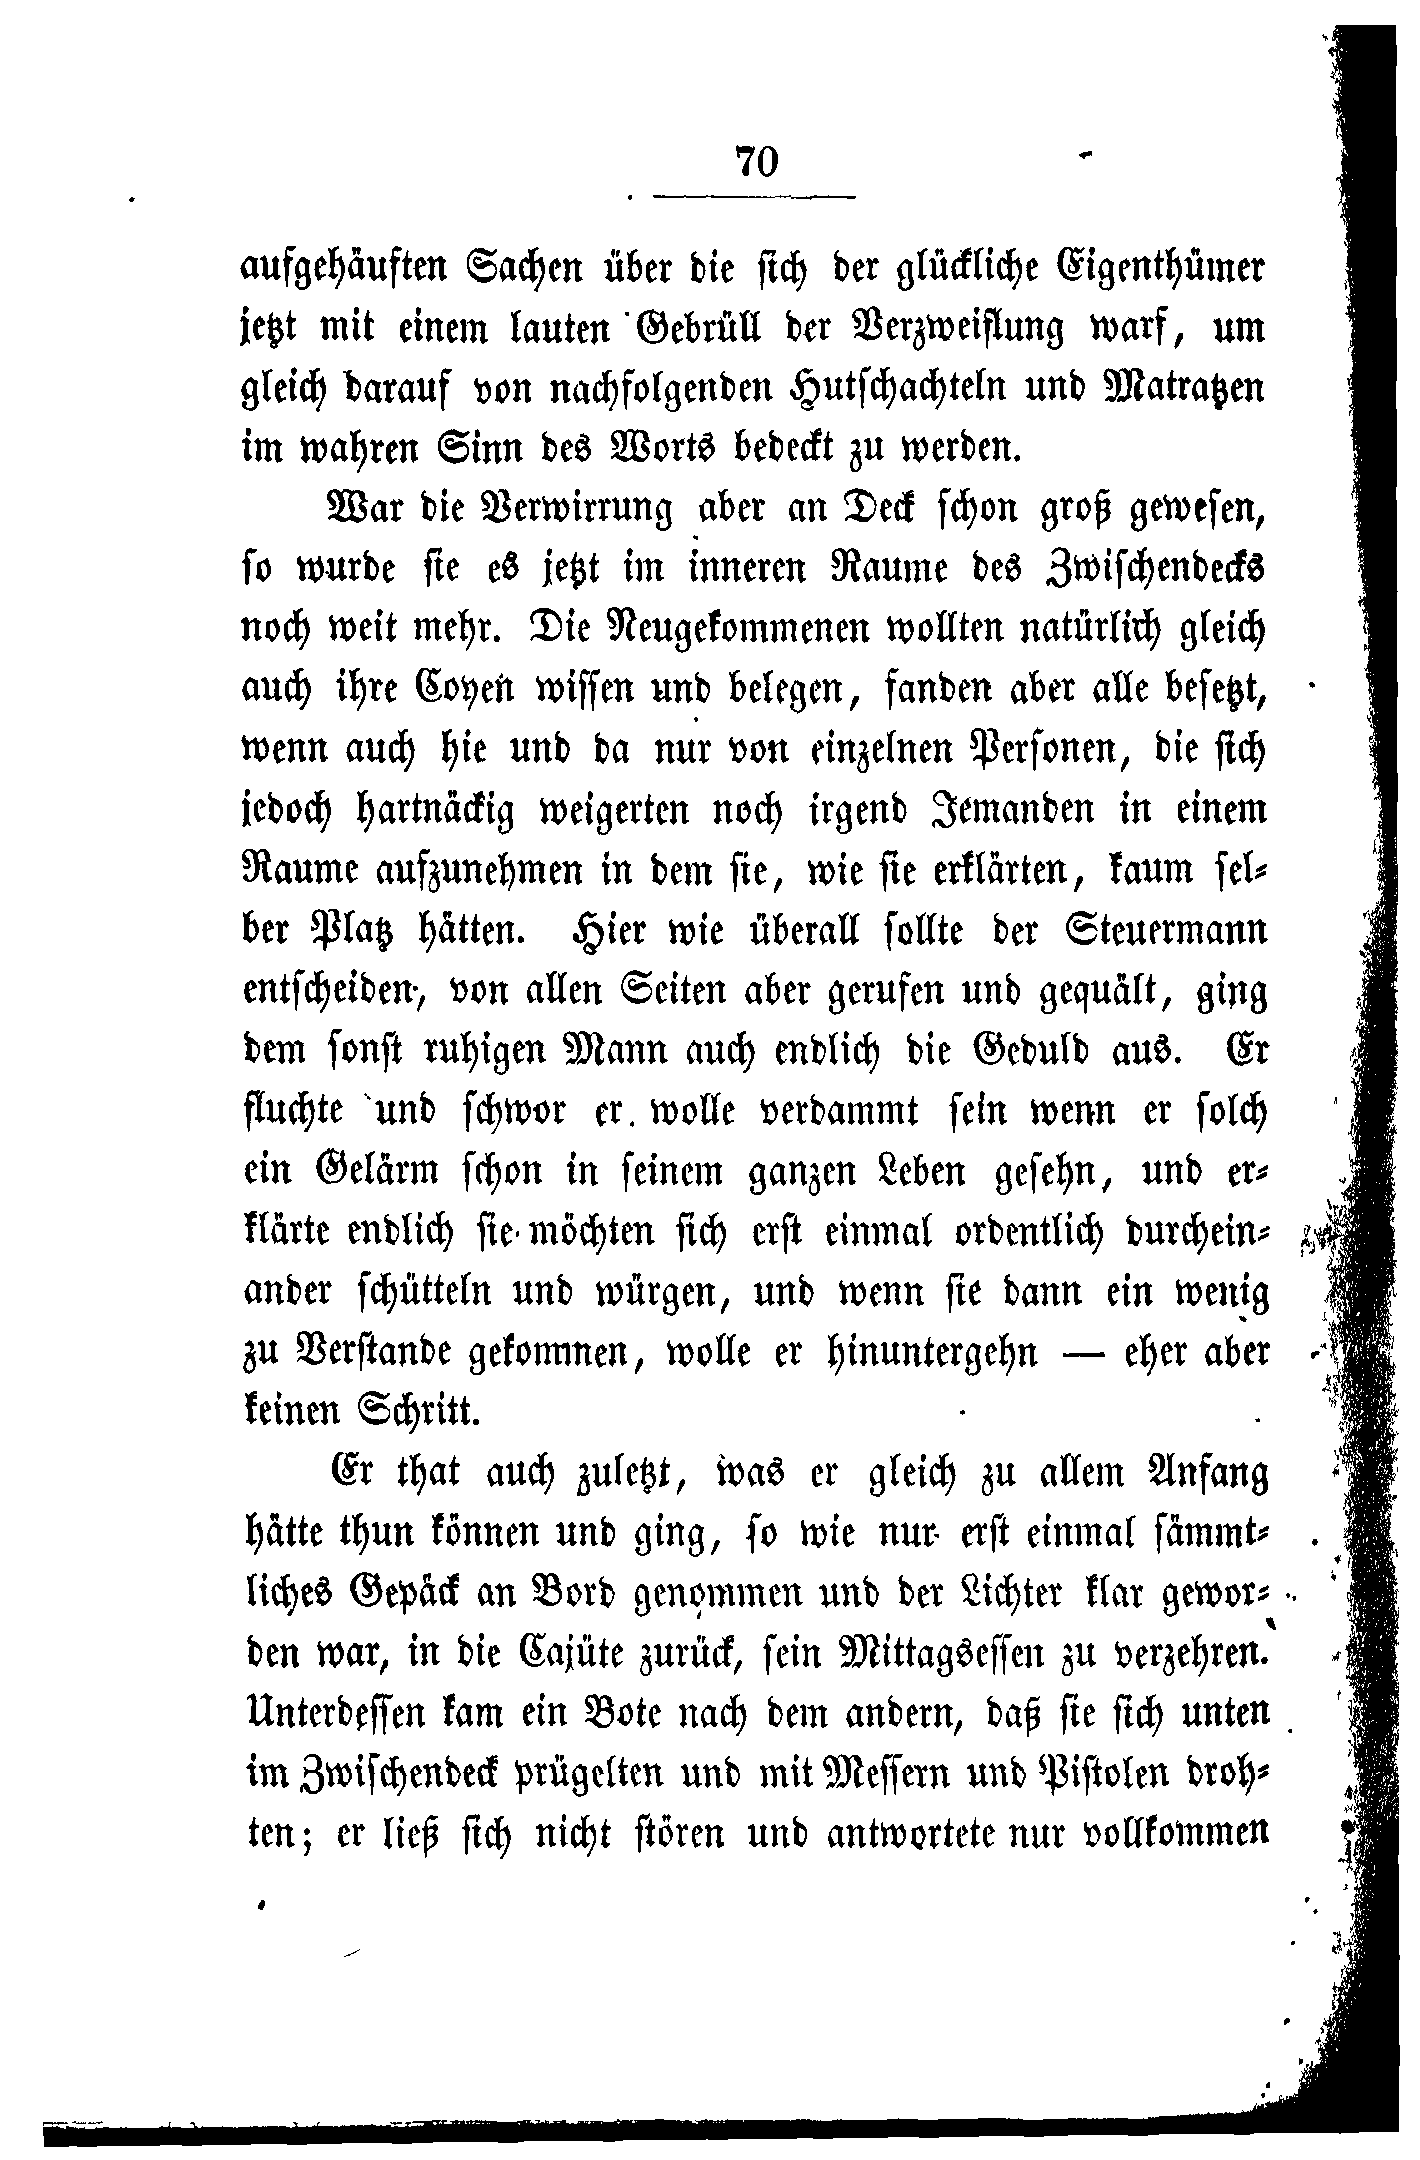 70
aufgehäuften Sachen über die sich der glückliche Eigenthümer
jetzt mit einem lauten Gebrüll der Verzweiflung warf, um
gleich darauf von nachfolgenden Hutschachteln und Matratzen
im wahren Sinn des Worts bedeckt zu werden.
War die Verwirrung aber an Deck schon groß gewesen,
so wurde sie es jetzt im inneren Raume des Zwischendecks
noch weit mehr. Die Neugekommenen wollten natürlich gleich
auch ihre Coyen wissen und belegen, fanden aber alle besetzt,
wenn auch hie und da nur von einzelnen Personen, die sich
jedoch hartnäckig weigerten noch irgend Jemanden in einem
Raume aufzunehmen in dem sie, wie sie erklärten, kaum sel-
ber Platz hätten. Hier wie überall sollte der Steuermann
entscheiden, von allen Seiten aber gerufen und gequält, ging
dem sonst ruhigen Mann auch endlich die Geduld aus. Er
fluchte und schwor er wolle verdammt sein wenn er solch
ein Gelärm schon in seinem ganzen Leben gesehn, und er-
klärte endlich sie möchten sich erst einmal ordentlich durchein-
ander schütteln und würgen, und wenn sie dann ein wenig
zu Verstande gekommen, wolle er hinuntergehn — eher aber
keinen Schritt.
Er that auch zuletzt, was er gleich zu allem Anfang
hätte thun können und ging, so wie nur erst einmal sämmt-
liches Gepäck an Bord genommen und der Lichter klar gewor-
den war, in die Cajüte zurück, sein Mittagsessen zu verzehren.
Unterdessen kam ein Bote nach dem andern, daß sie sich unten
im Zwischendeck prügelten und mit Messern und Pistolen droh-
ten; er ließ sich nicht stören und antwortete nur vollkommen